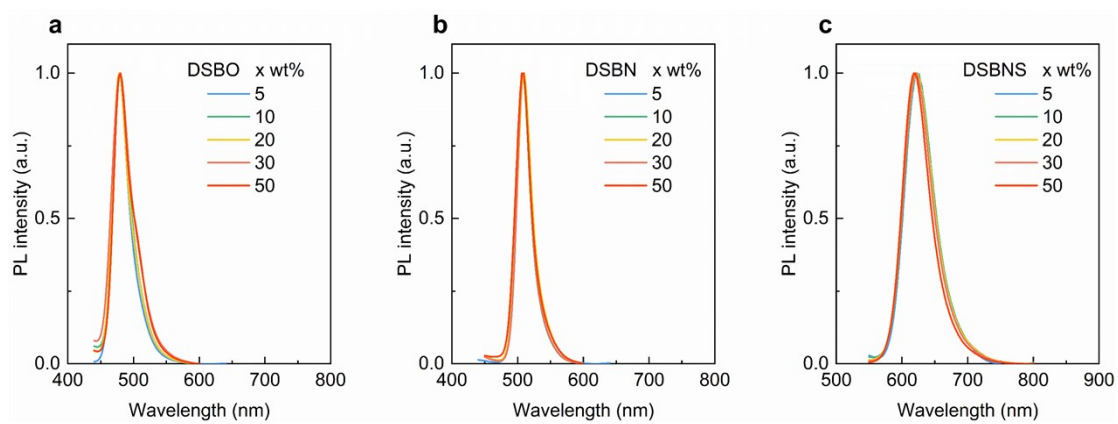 a
DSBO x wt%
5
10
20
30
50
PL intensity (a.u.)
1.0
0.5
0.0
400 500 600 700 800
Wavelength (nm)
b
DSBN x wt%
5
10
20
30
50
PL intensity (a.u.)
1.0
0.5
0.0
400 500 600 700 800
Wavelength (nm)
c
DSBNS x wt%
5
10
20
30
50
PL intensity (a.u.)
1.0
0.5
0.0
500 600 700 800 900
Wavelength (nm)